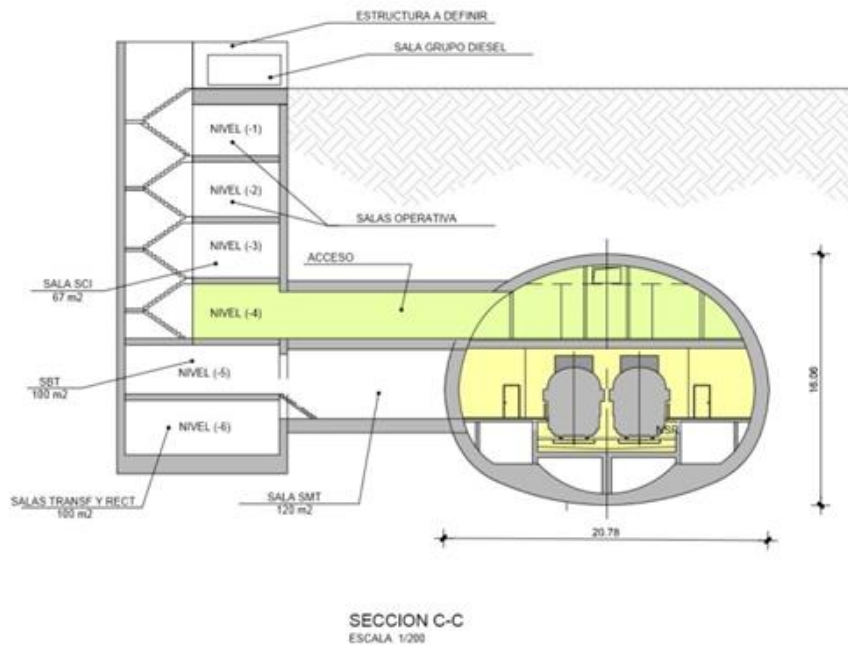 ESTRUCTURA A DEFINIR
SALA GRUPO DIESEL
NIVEL (-1)
NIVEL (-2)
SALAS OPERATIVA
NIVEL (-3)
ACCESO
SALA SCI
67 m2
NIVEL (-4)
16.06
NIVEL (-5)
SBT
100 m2
NIVEL (-6)
NSR
SALAS TRANSF Y RECT
100 m2
SALA SMT
120 m2
20.78
SECCION C-C
ESCALA 1/200